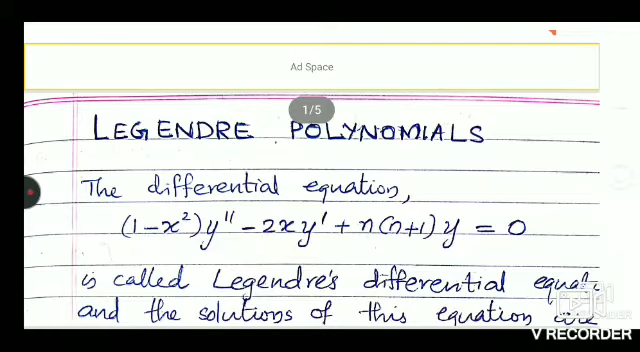 Ad Space
1/5
LEGENDRE POLYNOMIALS
The differential equation,
(1-x²)y" - 2xy' + n(n+1)y = 0
is called Legendre's differential
and the solutions of this equation are
V RECORDER